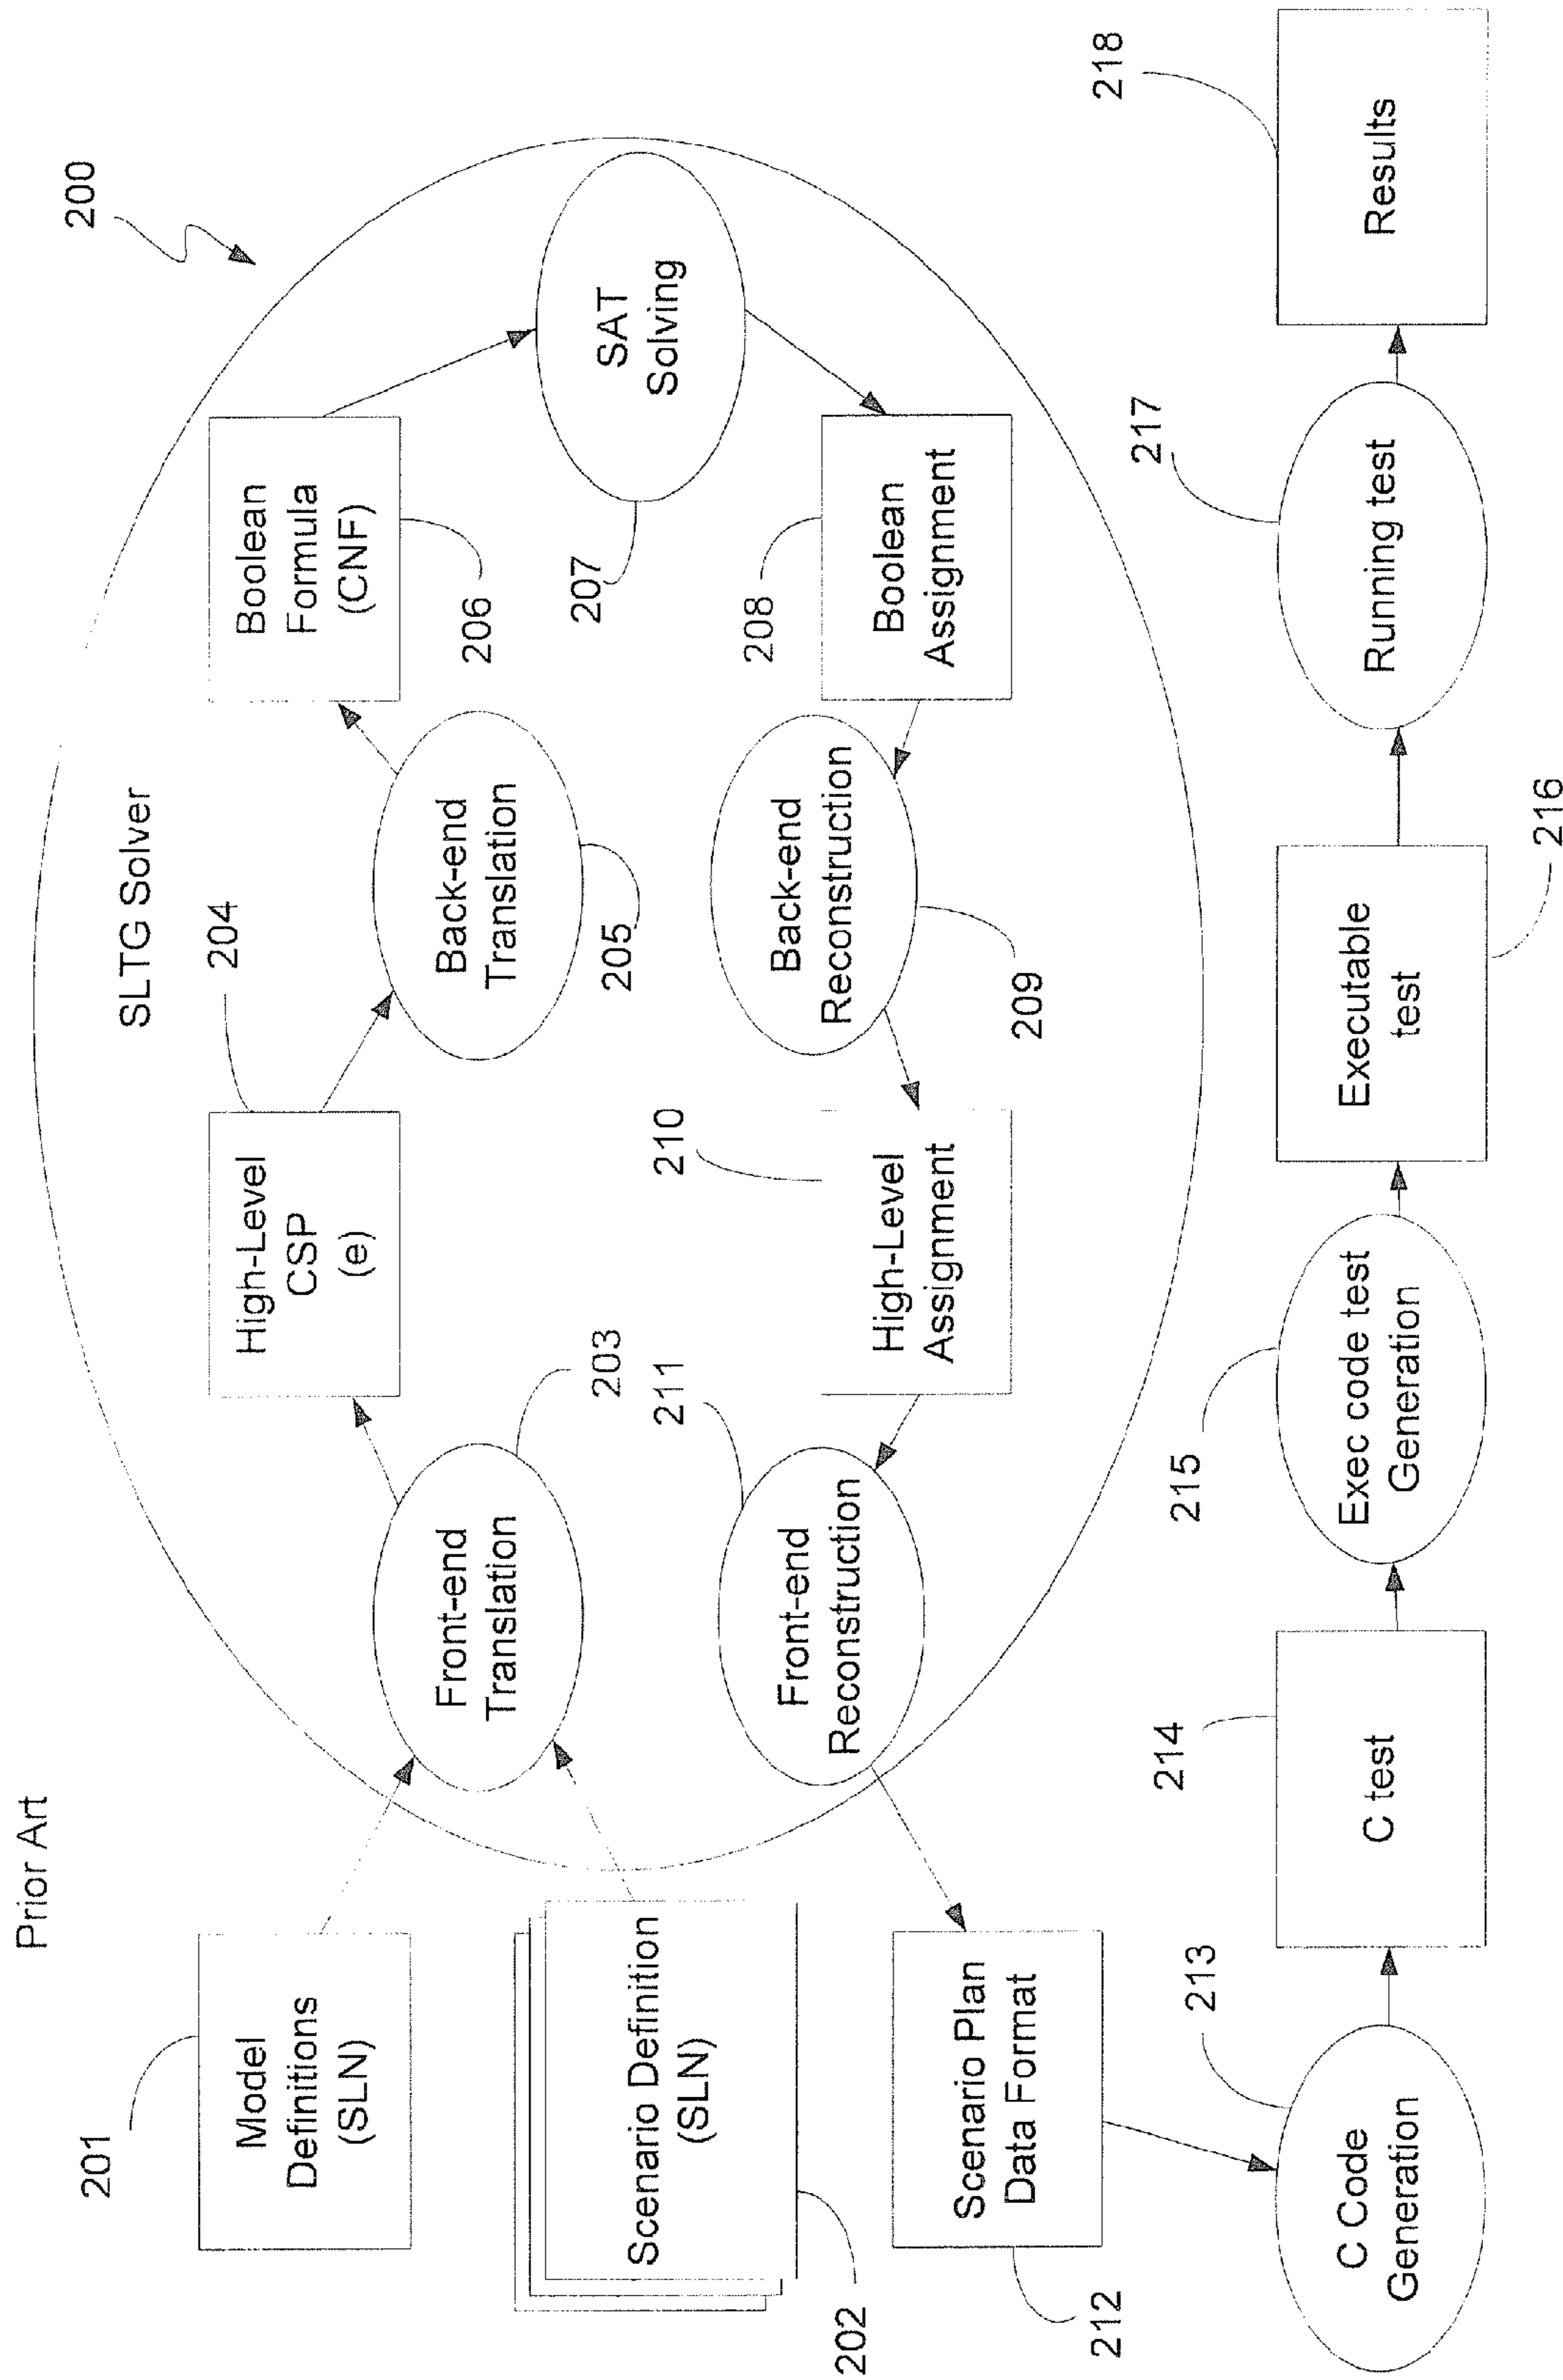 Prior Art
200
SLTG Solver
201
Model
Definitions
(SLN)
202
Scenario Definition
(SLN)
203
Front-end
Translation
204
High-Level
CSP
(e)
205
Back-end
Translation
206
Boolean
Formula
(CNF)
207
SAT
Solving
208
Boolean
Assignment
209
Back-end
Reconstruction
210
High-Level
Assignment
211
Front-end
Reconstruction
212
Scenario Plan
Data Format
213
C Code
Generation
214
C test
215
Exec code test
Generation
216
Executable
test
217
Running test
218
Results